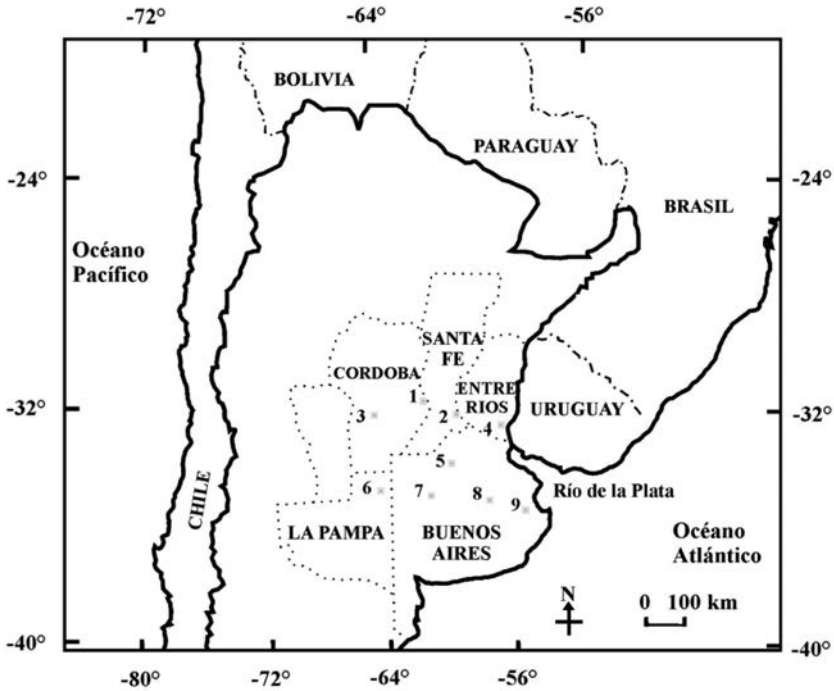 -72°
-64°
-56°
BOLIVIA
PARAGUAY
-24°
-24°
BRASIL
Océano
Pacífico
SANTA
FE
CORDOBA
1
ENTRE
RIOS
-32°
3
2
4
URUGUAY
-32°
5
6
7
8
9
Río de la Plata
CHILE
LA PAMPA
BUENOS
AIRES
Océano
Atlántico
N
0 100 km
-40°
-40°
-80°
-72°
-64°
-56°